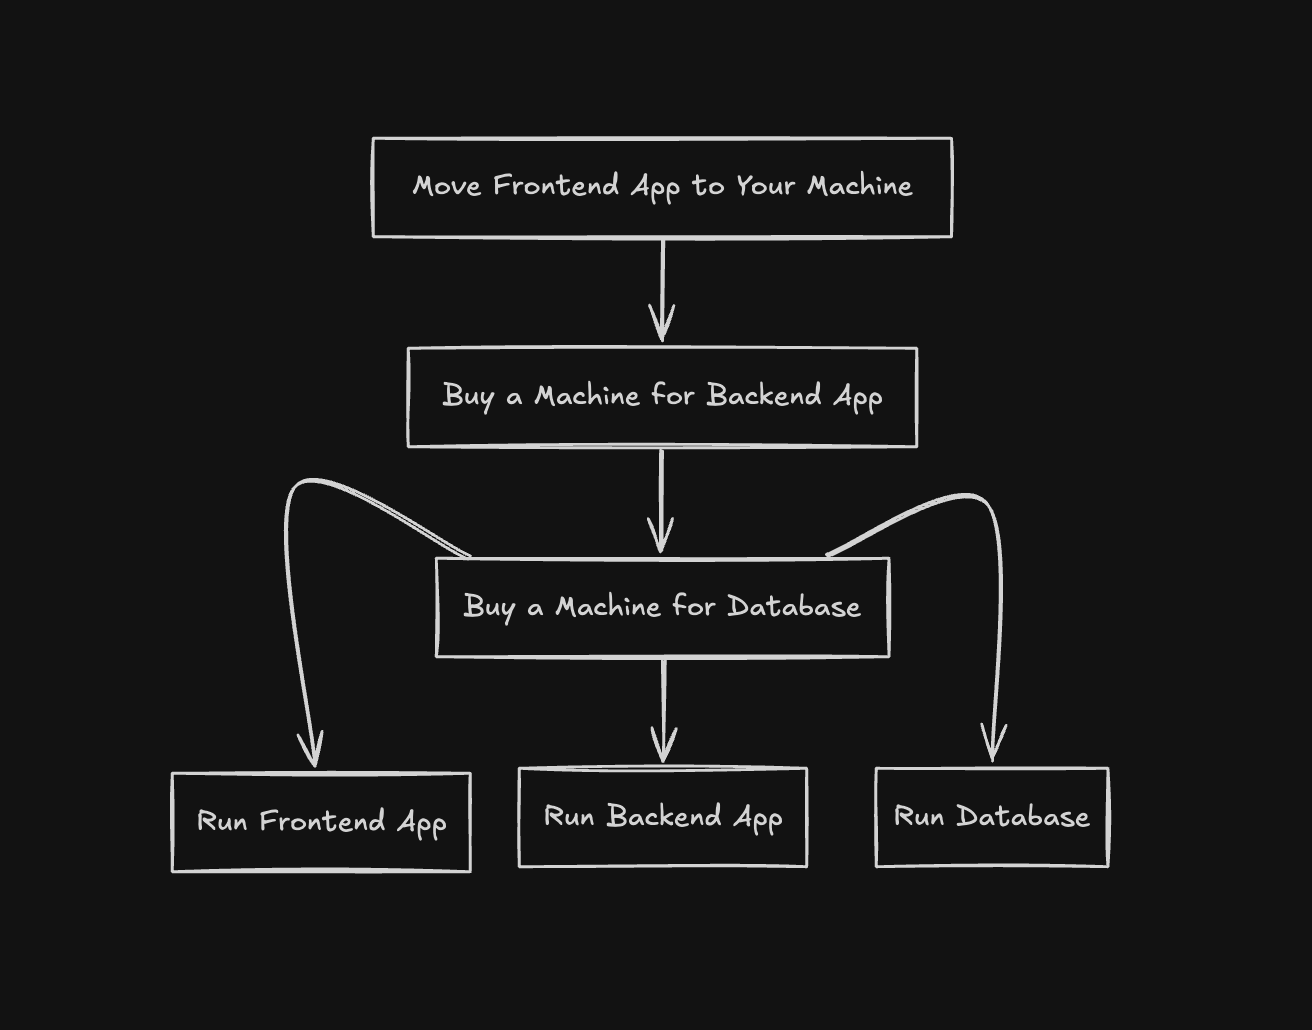 Move Frontend App to Your Machine
Buy a Machine for Backend App
Buy a Machine for Database
Run Frontend App
Run Backend App
Run Database